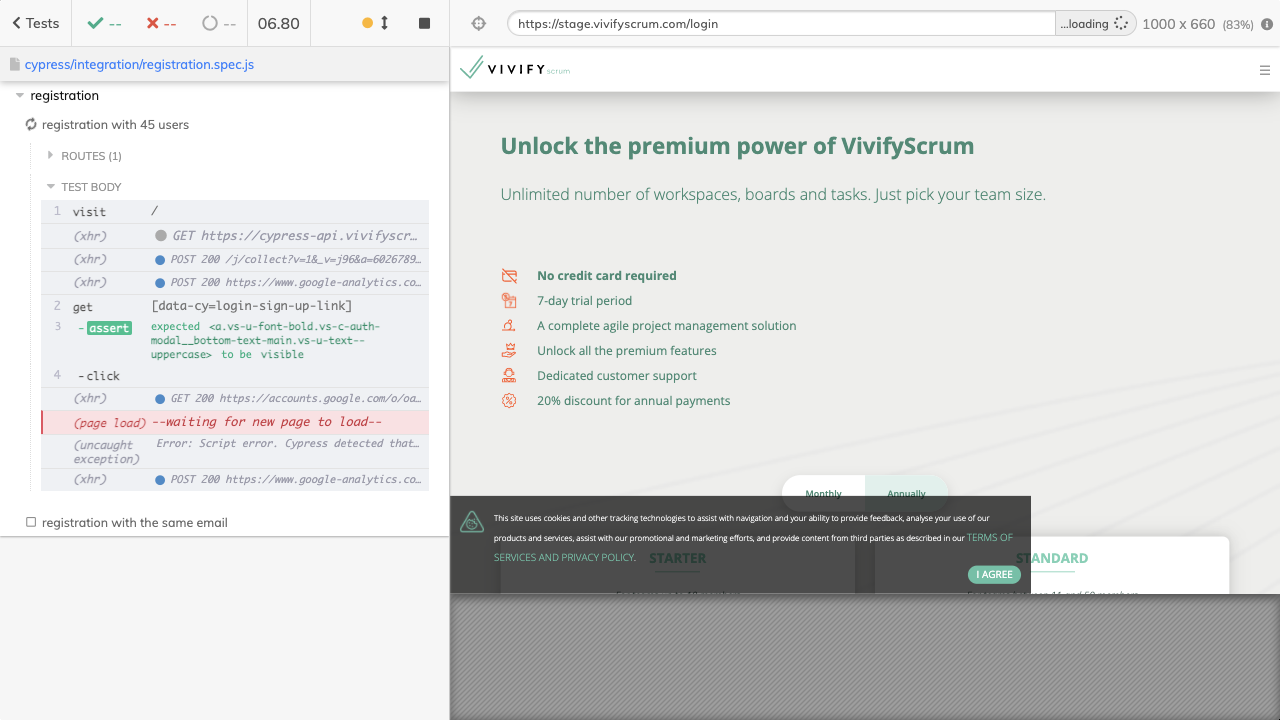 Tests
--
--
--
06.80
https://stage.vivifyscrum.com/login
...loading
1000 x 660 (83%)
cypress/integration/registration.spec.js
registration
registration with 45 users
ROUTES (1)
TEST BODY
1 visit /
(xhr) GET https://cypress-api.vivifyscr...
(xhr) POST 200 /j/collect?v=1&_v=j96&a=6026789...
(xhr) POST 200 https://www.google-analytics.co...
2 get [data-cy=login-sign-up-link]
3 -assert expected <a.vs-u-font-bold.vs-c-auth-
modal__bottom-text-main.vs-u-text--
uppercase> to be visible
4 -click
(xhr) GET 200 https://accounts.google.com/o/oa...
(page load) --waiting for new page to load--
(uncaught exception) Error: Script error. Cypress detected that...
(xhr) POST 200 https://www.google-analytics.co...
registration with the same email
VIVIFY scrum
Unlock the premium power of VivifyScrum
Unlimited number of workspaces, boards and tasks. Just pick your team size.
No credit card required
7-day trial period
A complete agile project management solution
Unlock all the premium features
Dedicated customer support
20% discount for annual payments
Monthly Annually
This site uses cookies and other tracking technologies to assist with navigation and your ability to provide feedback, analyse your use of our
products and services, assist with our promotional and marketing efforts, and provide content from third parties as described in our TERMS OF
SERVICES AND PRIVACY POLICY.
I AGREE
STARTER
STANDARD